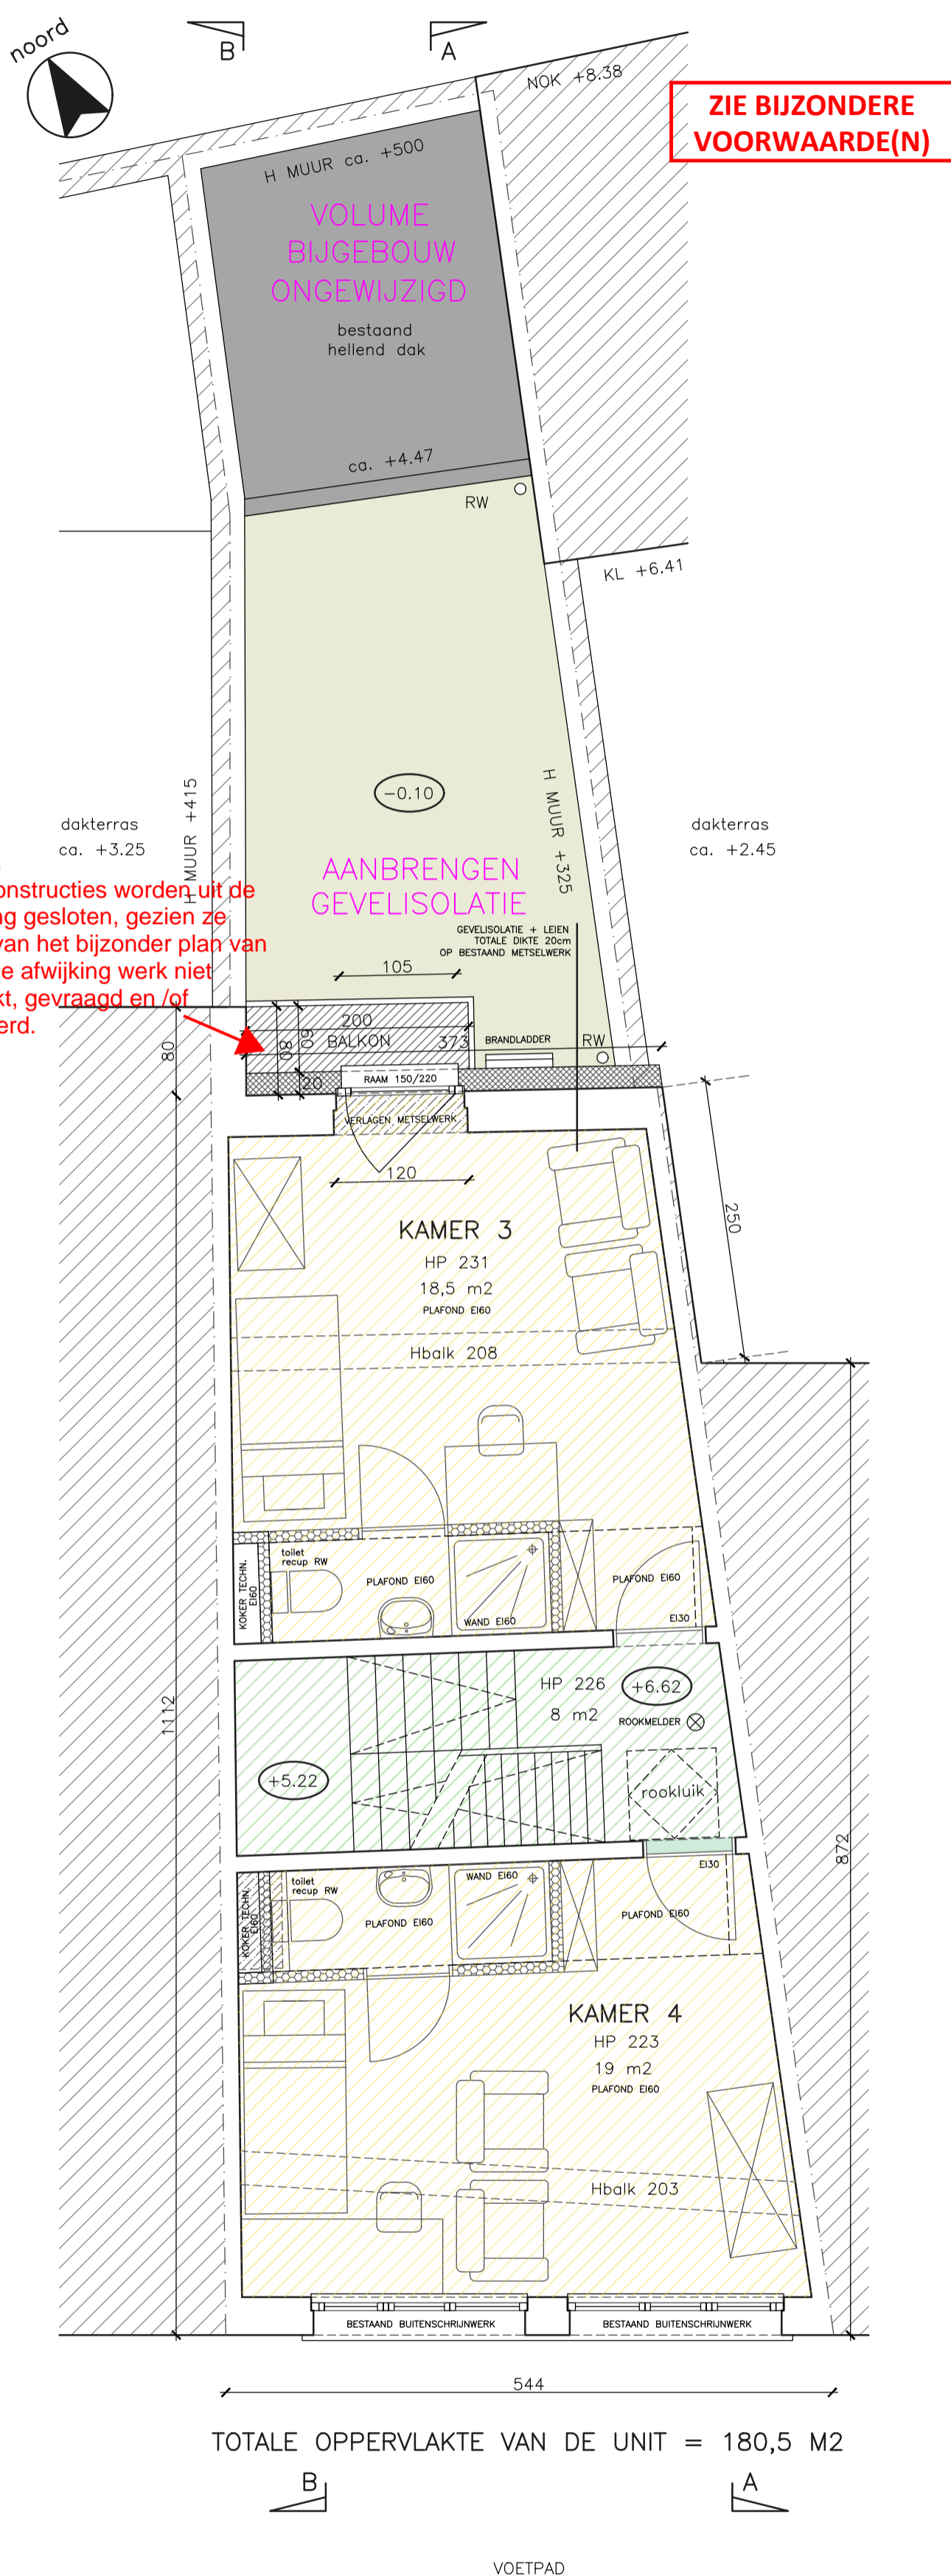 noord
B
A
NOK +8.38
ZIE BIJZONDERE
VOORWAARDE(N)
H MUUR ca. +500
VOLUME
BIJGEBOUW
ONGEWIJZIGD
bestaand
hellend dak
ca. +4.47
RW
KL +6.41
-0.10
H MUUR +415
H MUUR +325
dakterras
ca. +3.25
dakterras
ca. +2.45
onstructies worden uit de
g gesloten, gezien ze
van het bijzonder plan van
e afwijking werk niet
kt, gevraagd en /of
erd.
AANBRENGEN
GEVELISOLATIE
GEVELISOLATIE + LEIEN
TOTALE DIKTE 20cm
OP BESTAAND METSELWERK
105
200
80
80
60
BALKON
373
BRANDLADDER
RW
20
RAAM 150/220
VERLAGEN METSELWERK
120
250
KAMER 3
HP 231
18,5 m2
PLAFOND EI60
Hbalk 208
KOKER TECHN.
EI60
toilet
recup RW
PLAFOND EI60
WAND EI60
PLAFOND EI60
EI30
1112
HP 226
8 m2
+6.62
ROOKMELDER
+5.22
rookluik
872
EI30
KOKER TECHN.
EI60
toilet
recup RW
WAND EI60
PLAFOND EI60
PLAFOND EI60
KAMER 4
HP 223
19 m2
PLAFOND EI60
Hbalk 203
BESTAAND BUITENSCHRIJNWERK
BESTAAND BUITENSCHRIJNWERK
544
TOTALE OPPERVLAKTE VAN DE UNIT = 180,5 M2
B
A
VOETPAD